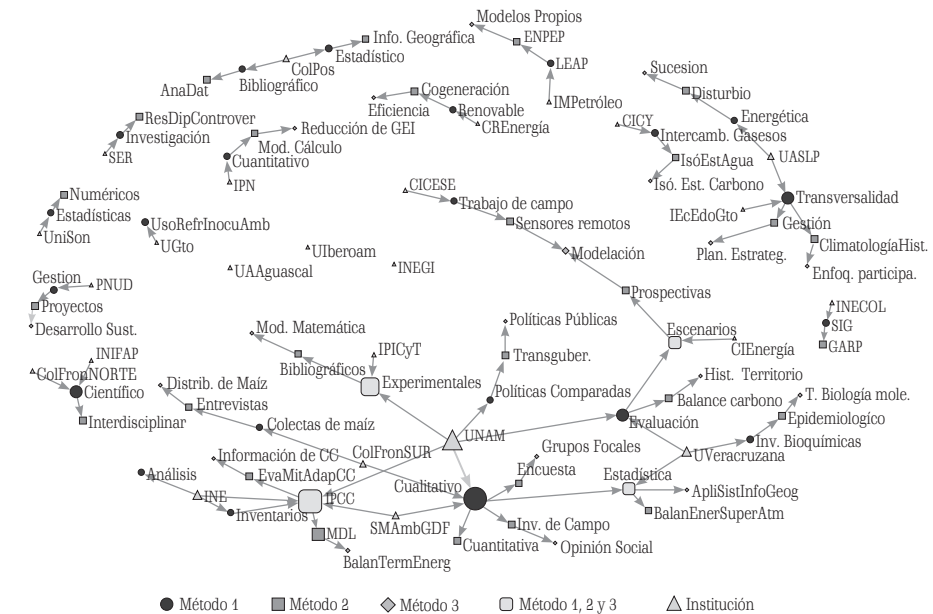 Modelos Propios
Info. Geográfica
ENPEP
Estadístico
ColPos
LEAP
Sucesion
Bibliográfico
AnaDat
Cogeneración
Disturbio
Eficiencia
Renovable
IMPetróleo
CREnergía
Energética
ResDipControver
Reducción de GEI
CICY
Investigación
Mod. Cálculo
Intercamb. Gasesos
SER
Cuantitativo
IsóEstAgua
UASLP
IPN
Isó. Est. Carbono
Numéricos
CICESE
Transversalidad
Trabajo de campo
Estadísticas
UsoRefrInocuAmb
IEcEdoGto
Sensores remotos
Gestión
UniSon
UGto
ClimatologíaHist.
UIberoam
Modelación
Plan. Estrateg.
UAAguascal
INEGI
Enfoq. participa.
Gestion
PNUD
Prospectivas
Proyectos
INECOL
Políticas Públicas
Desarrollo Sust.
Mod. Matemática
Escenarios
SIG
INIFAP
IPICyT
Transguber.
CIEnergía
GARP
ColFronNORTE
Bibliográficos
Científico
Distrib. de Maíz
Experimentales
Hist. Territorio
Políticas Comparadas
T. Biología mole.
Entrevistas
Balance carbono
Interdisciplinar
Epidemiologíco
Colectas de maíz
Evaluación
UNAM
Inv. Bioquímicas
Grupos Focales
Información de CC
ColFronSUR
UVeracruzana
Análisis
EvaMitAdapCC
Encuesta
Estadística
Cualitativo
ApliSistInfoGeog
INE
IPCC
Inventarios
BalanEnerSuperAtm
SMAmbGDF
Inv. de Campo
MDL
Cuantitativa
Opinión Social
BalanTermEnerg
Método 1 Método 2 Método 3 Método 1, 2 y 3 Institución